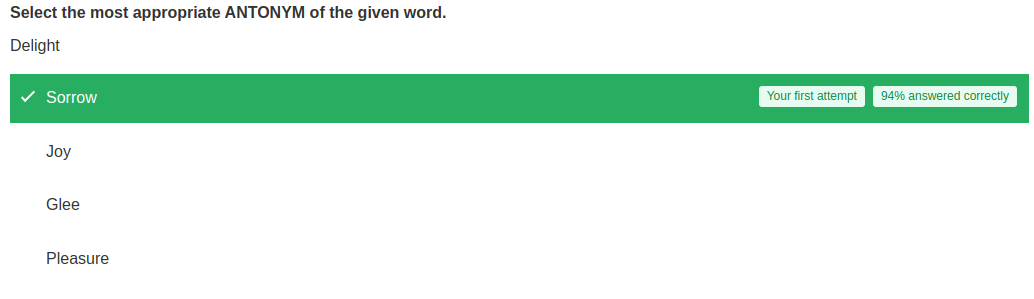 Select the most appropriate ANTONYM of the given word.
Delight
Sorrow Your first attempt 94% answered correctly
Joy
Glee
Pleasure